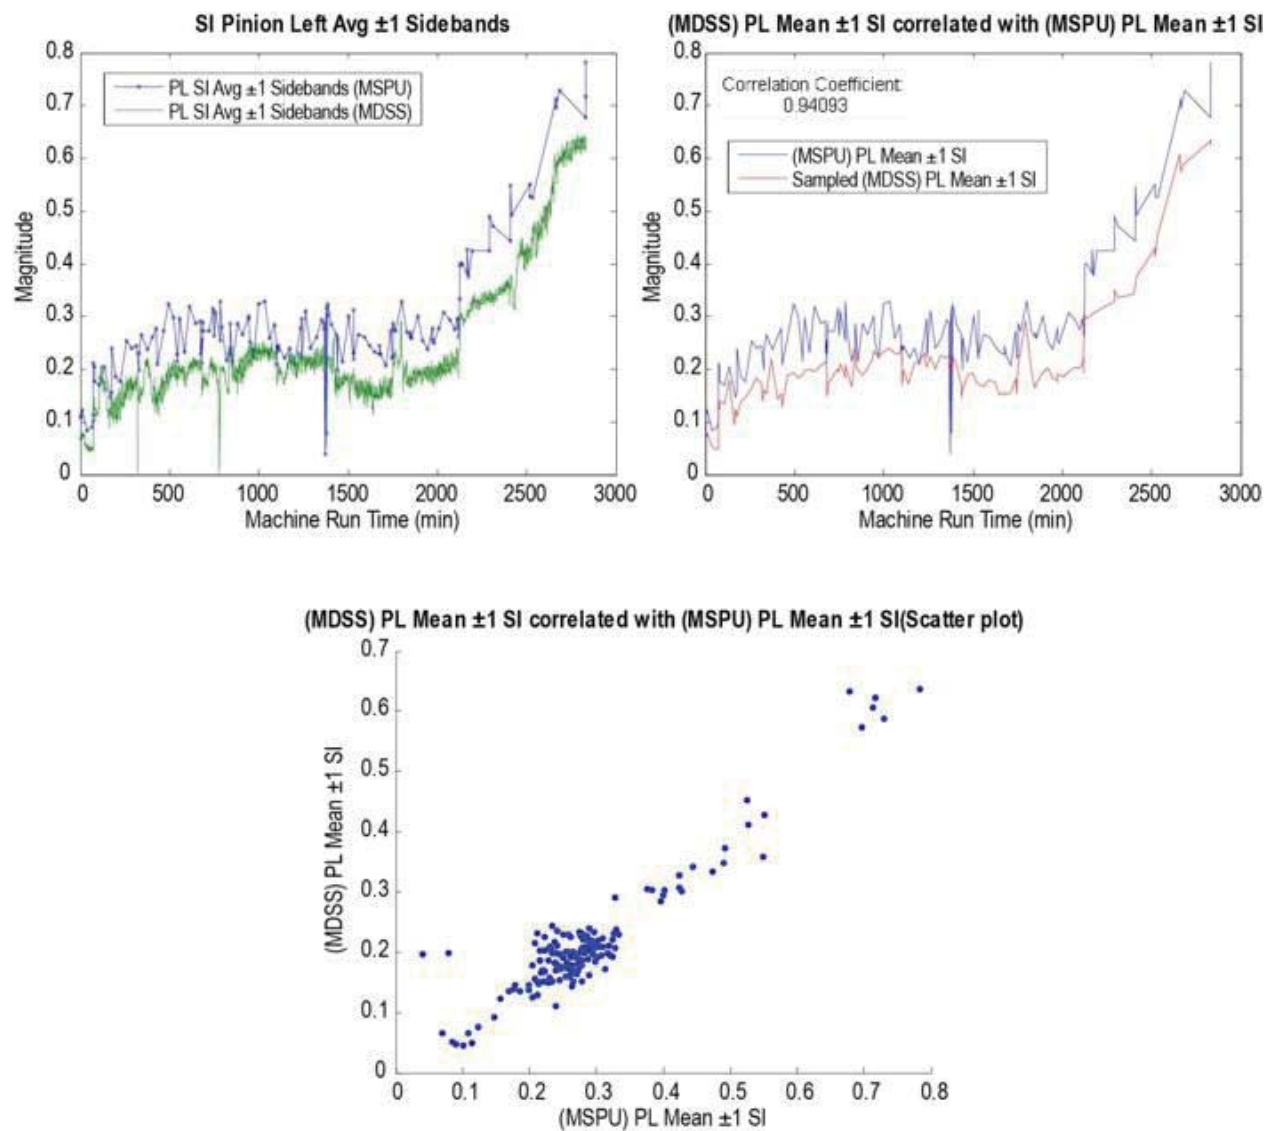 SI Pinion Left Avg ±1 Sidebands
0.8
0.7
0.6
0.5
0.4
0.3
0.2
0.1
0
Magnitude
PL SI Avg ±1 Sidebands (MSPU)
PL SI Avg ±1 Sidebands (MDSS)
0 500 1000 1500 2000 2500 3000
Machine Run Time (min)
(MDSS) PL Mean ±1 SI correlated with (MSPU) PL Mean ±1 SI
0.8
0.7
0.6
0.5
0.4
0.3
0.2
0.1
0
Magnitude
Correlation Coefficient:
0.94093
(MSPU) PL Mean ±1 SI
Sampled (MDSS) PL Mean ±1 SI
0 500 1000 1500 2000 2500 3000
Machine Run Time (min)
(MDSS) PL Mean ±1 SI correlated with (MSPU) PL Mean ±1 SI(Scatter plot)
0.7
0.6
0.5
0.4
0.3
0.2
0.1
0
(MDSS) PL Mean ±1 SI
0 0.1 0.2 0.3 0.4 0.5 0.6 0.7 0.8
(MSPU) PL Mean ±1 SI